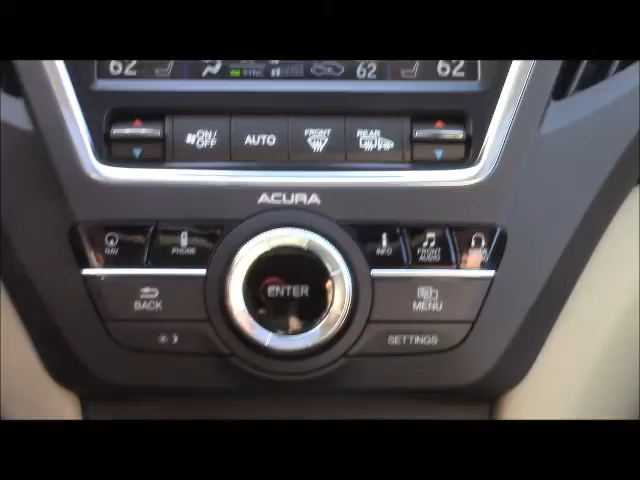 62 SYNC 62 62
ON/OFF AUTO FRONT REAR
ACURA
NAV PHONE INFO FRONT AUDIO
ENTER
BACK MENU
SETTINGS